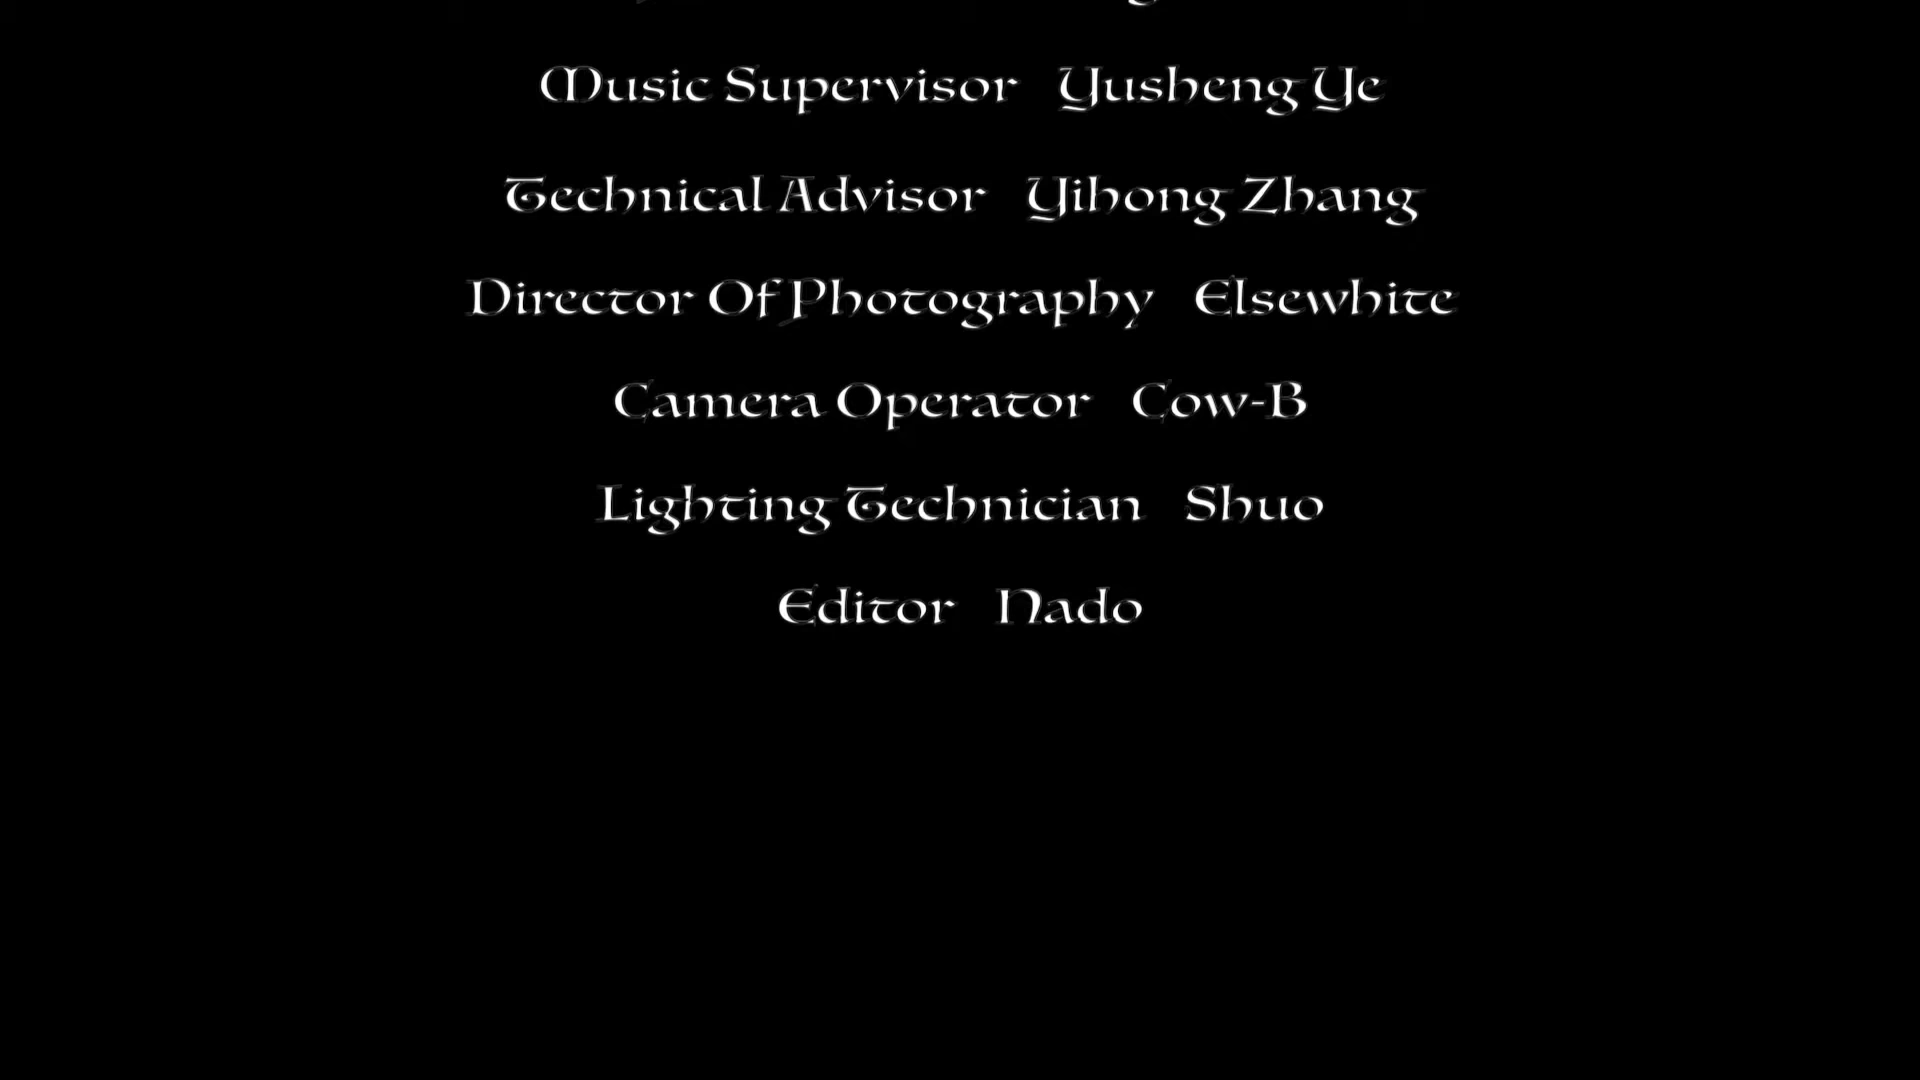 Music Supervisor Yusheng Ye
Technical Advisor Yihong Zhang
Director Of Photography Elsewhite
Camera Operator Cow-B
Lighting Technician Shuo
Editor Nado